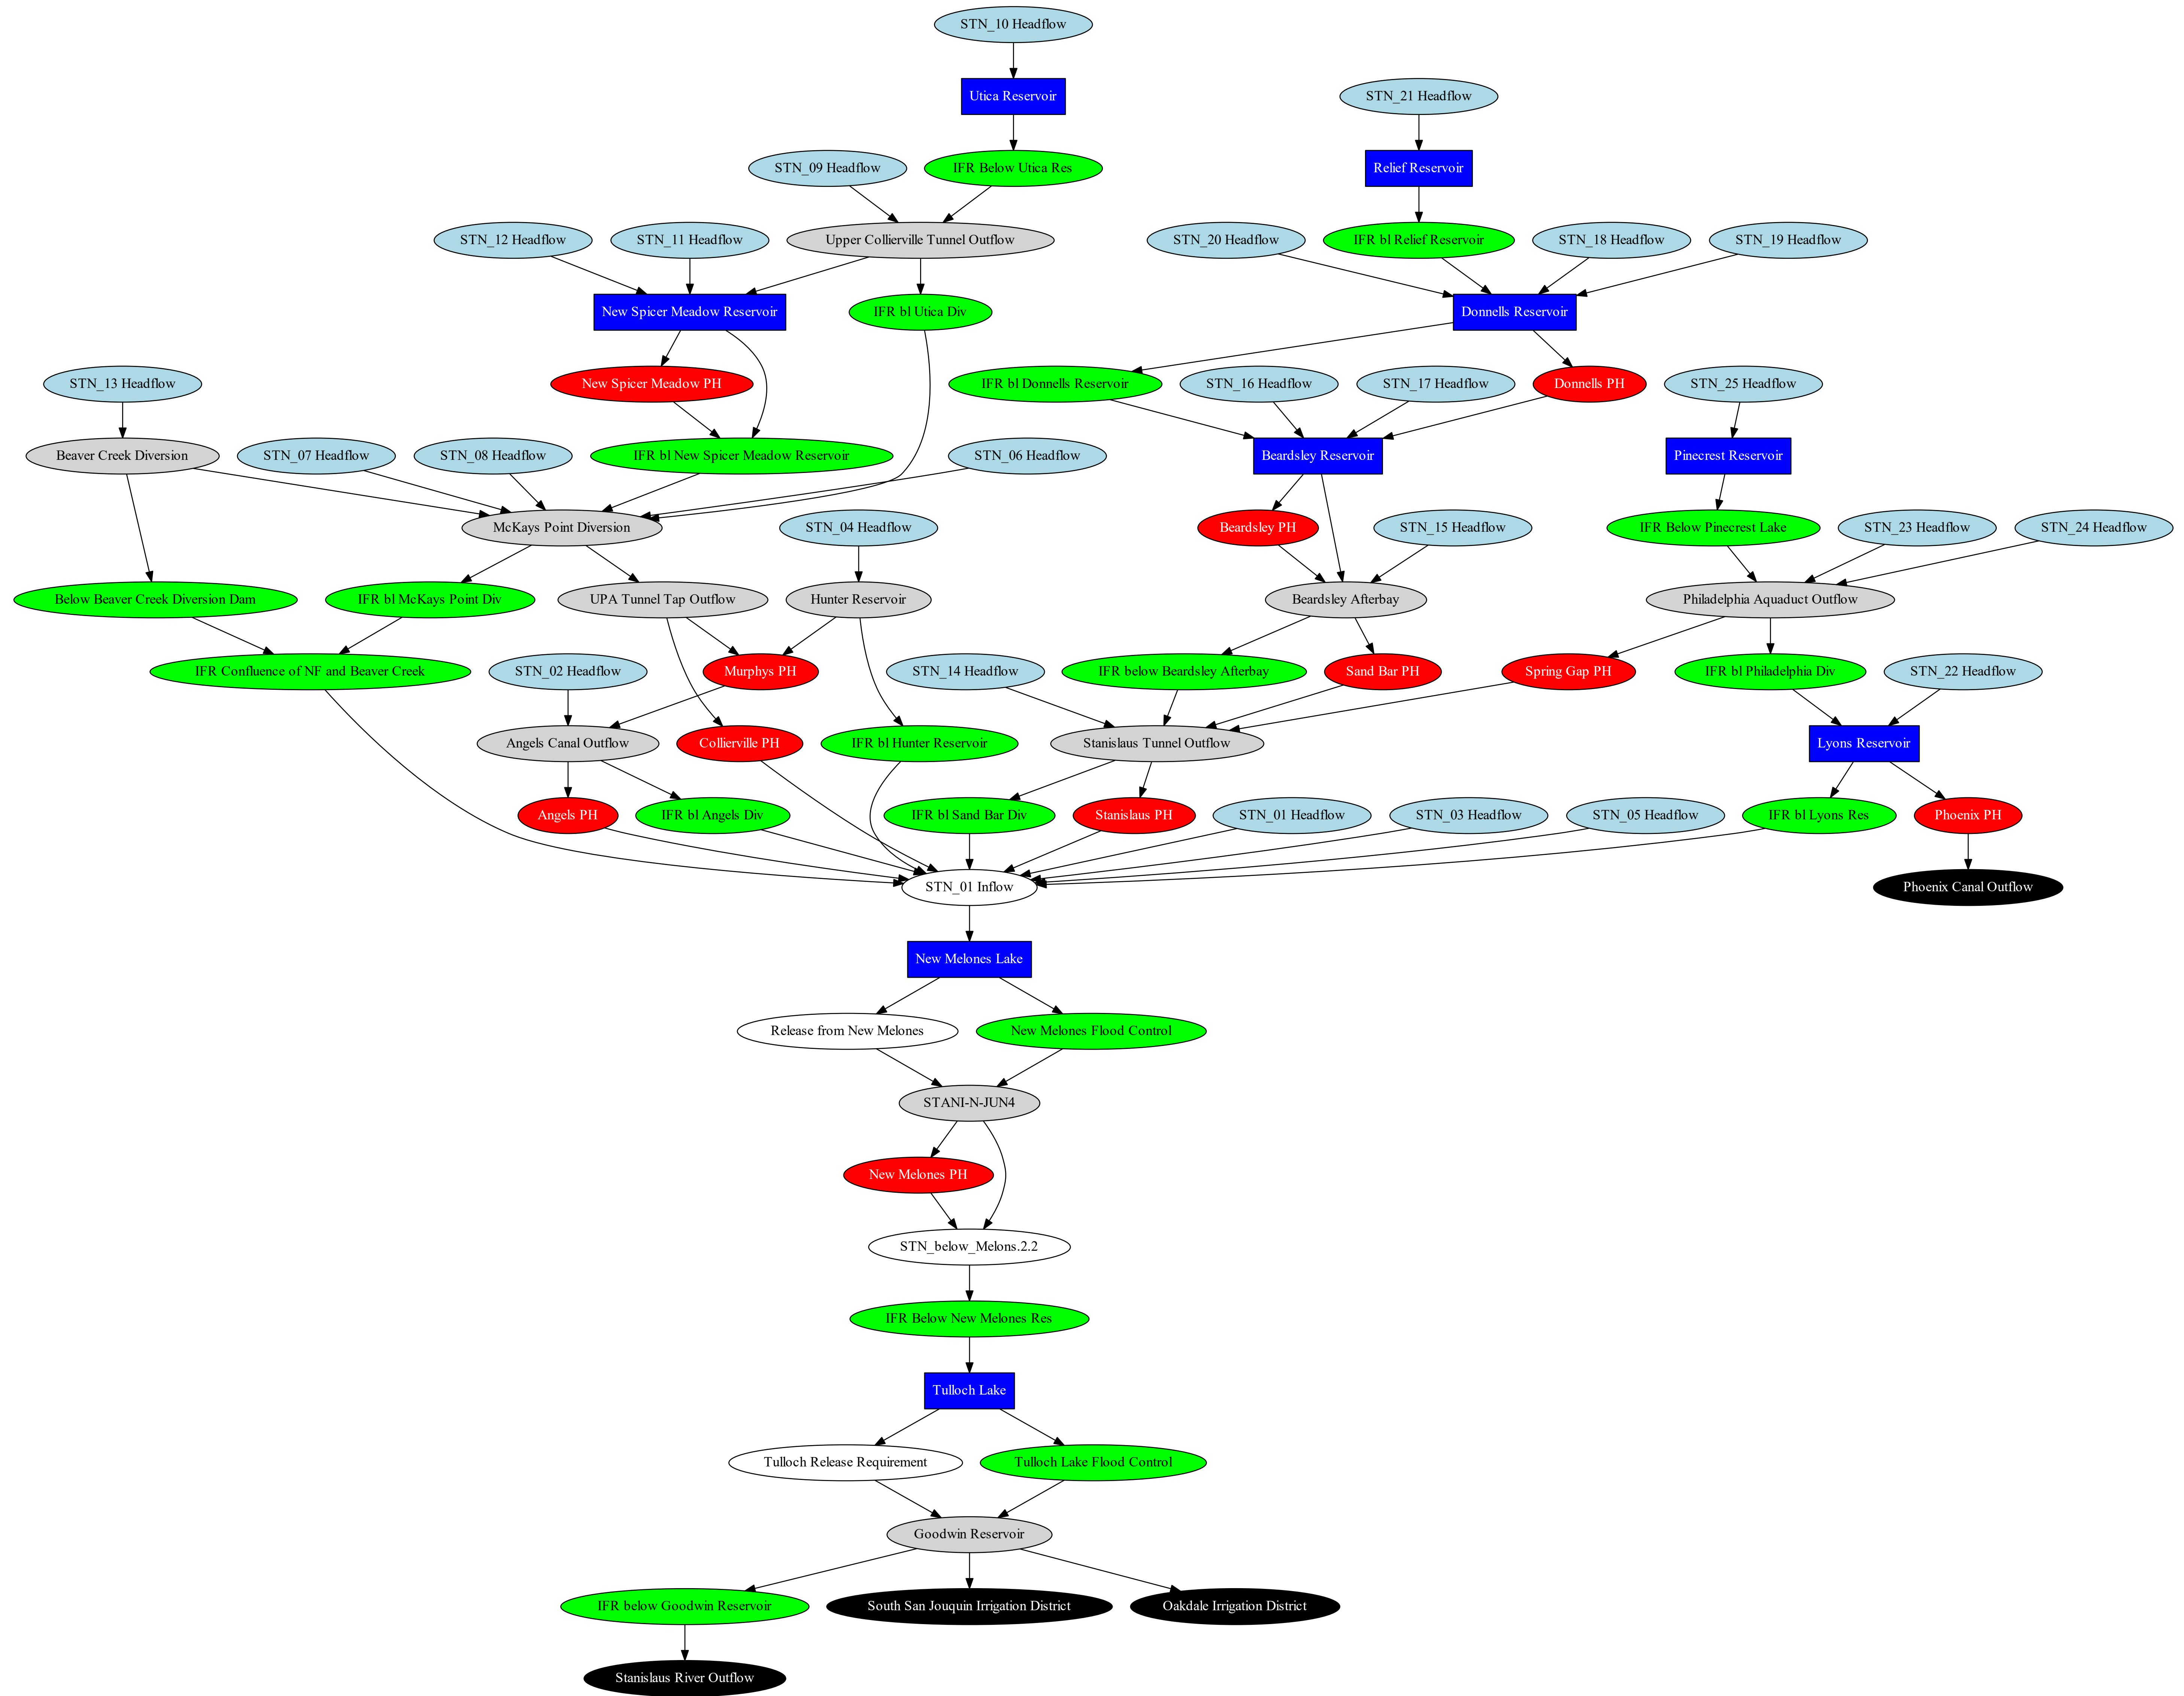 STN_10 Headflow
Utica Reservoir
STN_21 Headflow
STN_09 Headflow
IFR Below Utica Res
Relief Reservoir
STN_12 Headflow
STN_11 Headflow
Upper Collierville Tunnel Outflow
STN_20 Headflow
IFR bl Relief Reservoir
STN_18 Headflow
STN_19 Headflow
New Spicer Meadow Reservoir
IFR bl Utica Div
Donnells Reservoir
STN_13 Headflow
New Spicer Meadow PH
IFR bl Donnells Reservoir
STN_16 Headflow
STN_17 Headflow
Donnells PH
STN_25 Headflow
Beaver Creek Diversion
STN_07 Headflow
STN_08 Headflow
IFR bl New Spicer Meadow Reservoir
STN_06 Headflow
Beardsley Reservoir
Pinecrest Reservoir
McKays Point Diversion
STN_04 Headflow
Beardsley PH
STN_15 Headflow
IFR Below Pinecrest Lake
STN_23 Headflow
STN_24 Headflow
Below Beaver Creek Diversion Dam
IFR bl McKays Point Div
UPA Tunnel Tap Outflow
Hunter Reservoir
Beardsley Afterbay
Philadelphia Aquaduct Outflow
IFR Confluence of NF and Beaver Creek
STN_02 Headflow
Murphys PH
STN_14 Headflow
IFR below Beardsley Afterbay
Sand Bar PH
Spring Gap PH
IFR bl Philadelphia Div
STN_22 Headflow
Angels Canal Outflow
Collierville PH
IFR bl Hunter Reservoir
Stanislaus Tunnel Outflow
Lyons Reservoir
Angels PH
IFR bl Angels Div
IFR bl Sand Bar Div
Stanislaus PH
STN_01 Headflow
STN_03 Headflow
STN_05 Headflow
IFR bl Lyons Res
Phoenix PH
STN_01 Inflow
Phoenix Canal Outflow
New Melones Lake
Release from New Melones
New Melones Flood Control
STANI-N-JUN4
New Melones PH
STN_below_Melons.2.2
IFR Below New Melones Res
Tulloch Lake
Tulloch Release Requirement
Tulloch Lake Flood Control
Goodwin Reservoir
IFR below Goodwin Reservoir
South San Jouquin Irrigation District
Oakdale Irrigation District
Stanislaus River Outflow